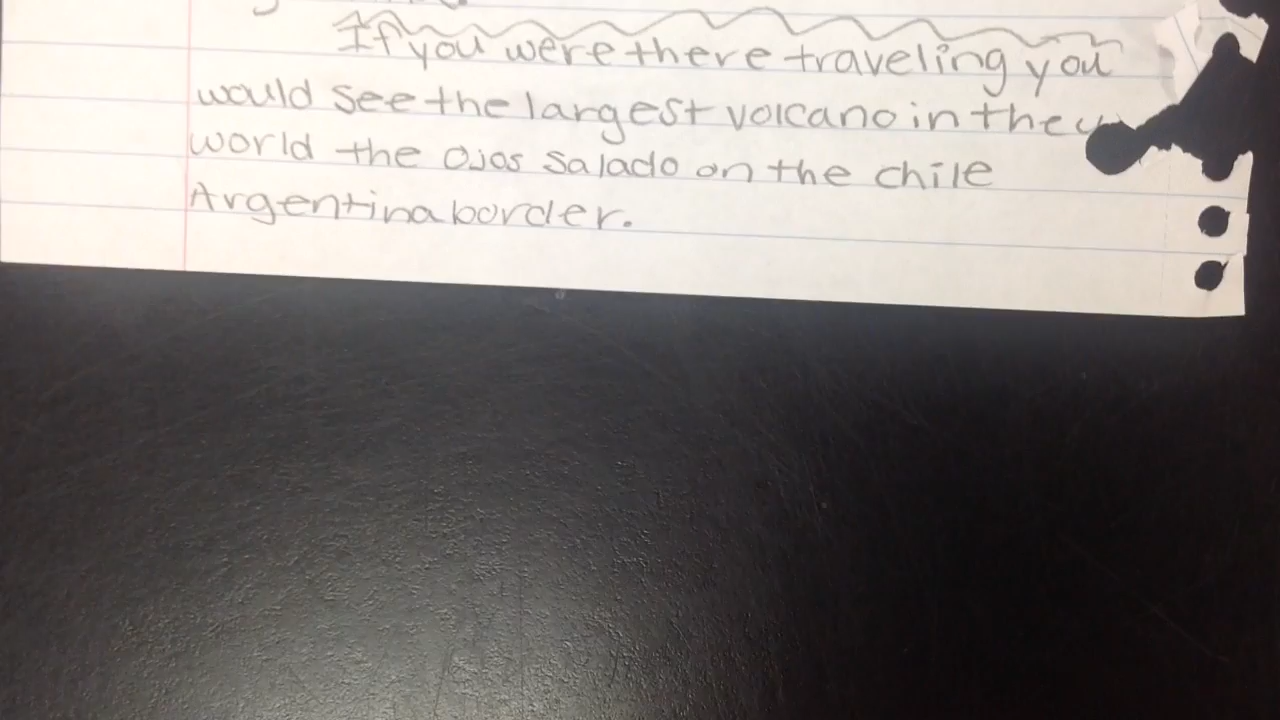 If you were there traveling you
would see the largest volcano in the
world the Ojos Salado on the chile
Argentina border.